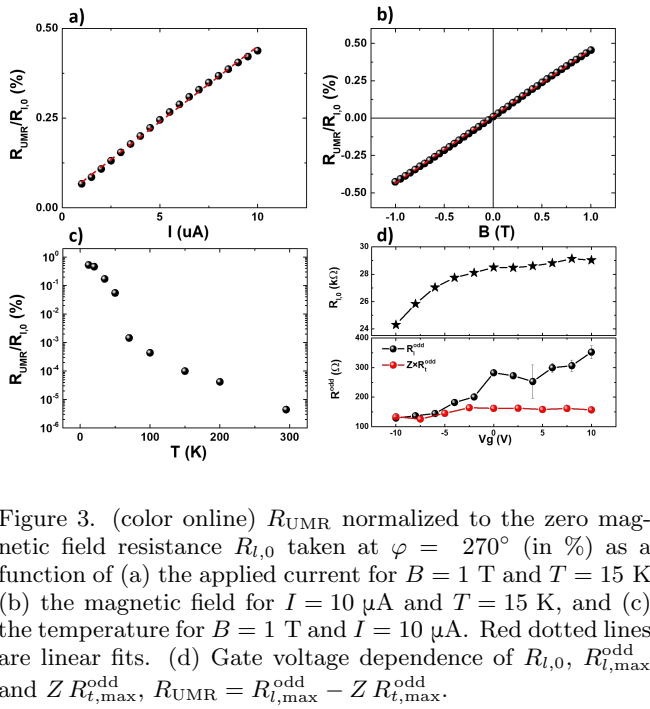 a)
0.50
0.25
0.00
R_UMR/R_l,0 (%)
0 5 10
I (uA)
b)
0.50
0.25
0.00
-0.25
-0.50
R_UMR/R_l,0 (%)
-1.0 -0.5 0.0 0.5 1.0
B (T)
c)
10^0
10^-1
10^-2
10^-3
10^-4
10^-5
10^-6
R_UMR/R_l,0 (%)
0 50 100 150 200 250 300
T (K)
d)
30
28
26
24
R_l,0 (kΩ)
400
300
200
100
R^odd (Ω)
R_l^odd
Z×R_t^odd
-10 -5 0 5 10
Vg (V)
Figure 3. (color online) R_UMR normalized to the zero mag-
netic field resistance R_l,0 taken at φ = 270° (in %) as a
function of (a) the applied current for B = 1 T and T = 15 K
(b) the magnetic field for I = 10 µA and T = 15 K, and (c)
the temperature for B = 1 T and I = 10 µA. Red dotted lines
are linear fits. (d) Gate voltage dependence of R_l,0, R_l,max^odd
and Z R_t,max^odd, R_UMR = R_l,max^odd − Z R_t,max^odd.